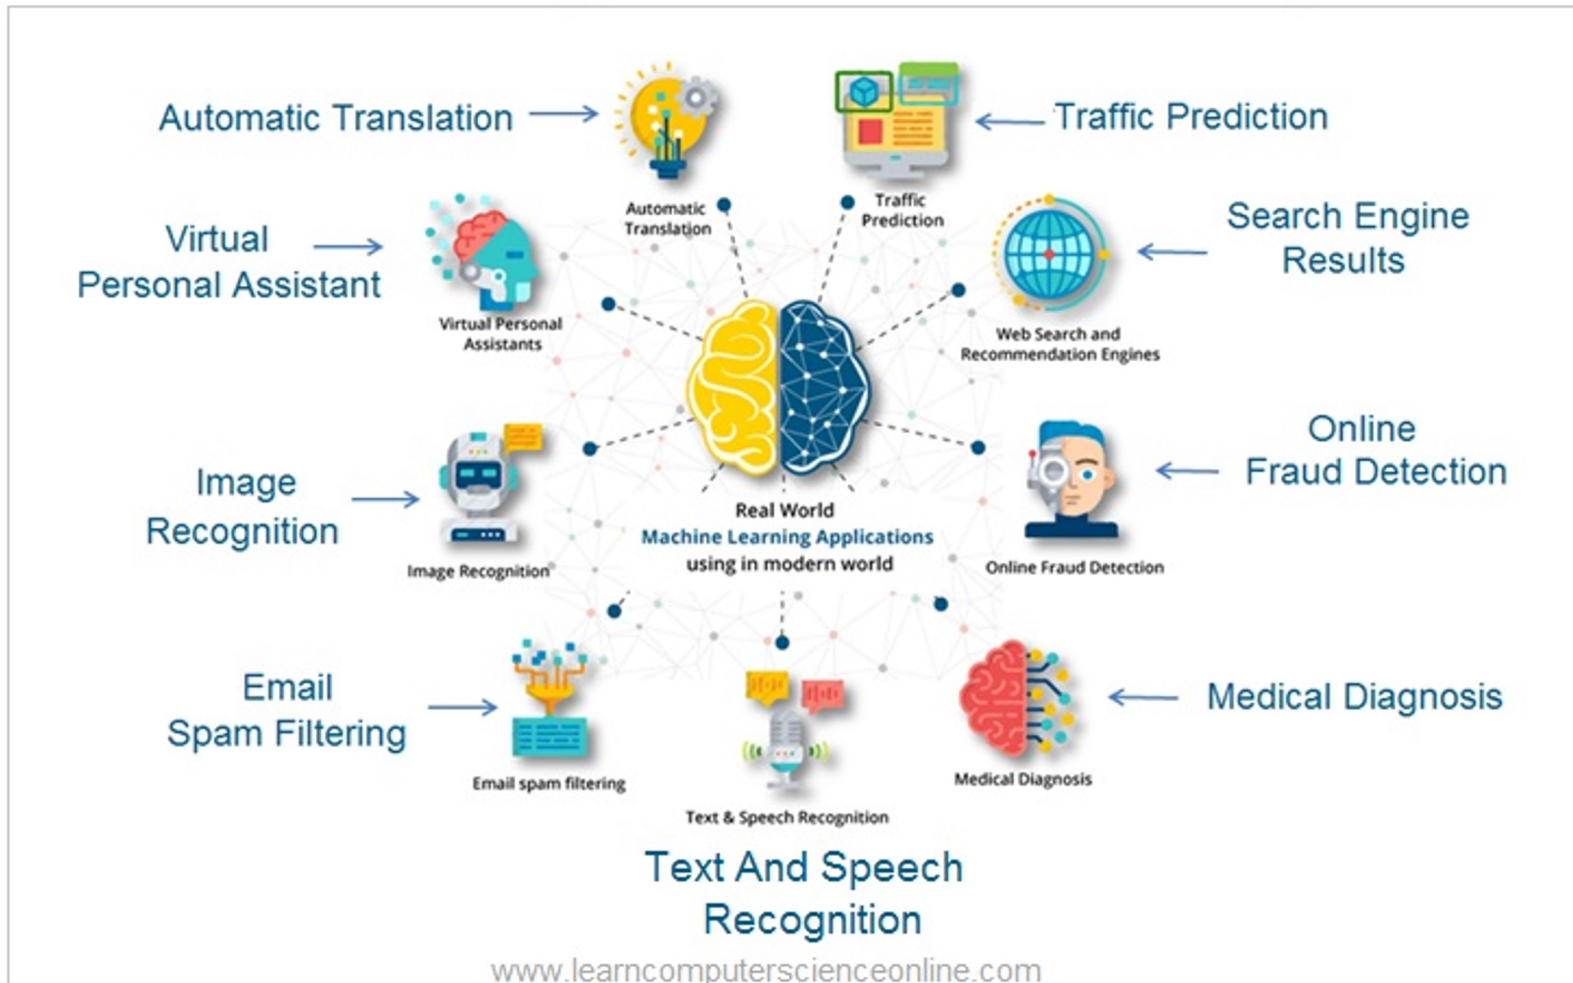 Automatic Translation
Traffic Prediction
Automatic
Translation
Traffic
Prediction
Virtual
Personal Assistant
Search Engine
Results
Virtual Personal
Assistants
Web Search and
Recommendation Engines
Image
Recognition
Online
Fraud Detection
Real World
Machine Learning Applications
using in modern world
Image Recognition
Online Fraud Detection
Email
Spam Filtering
Medical Diagnosis
Email spam filtering
Medical Diagnosis
Text & Speech Recognition
Text And Speech
Recognition
www.learncomputerscienceonline.com